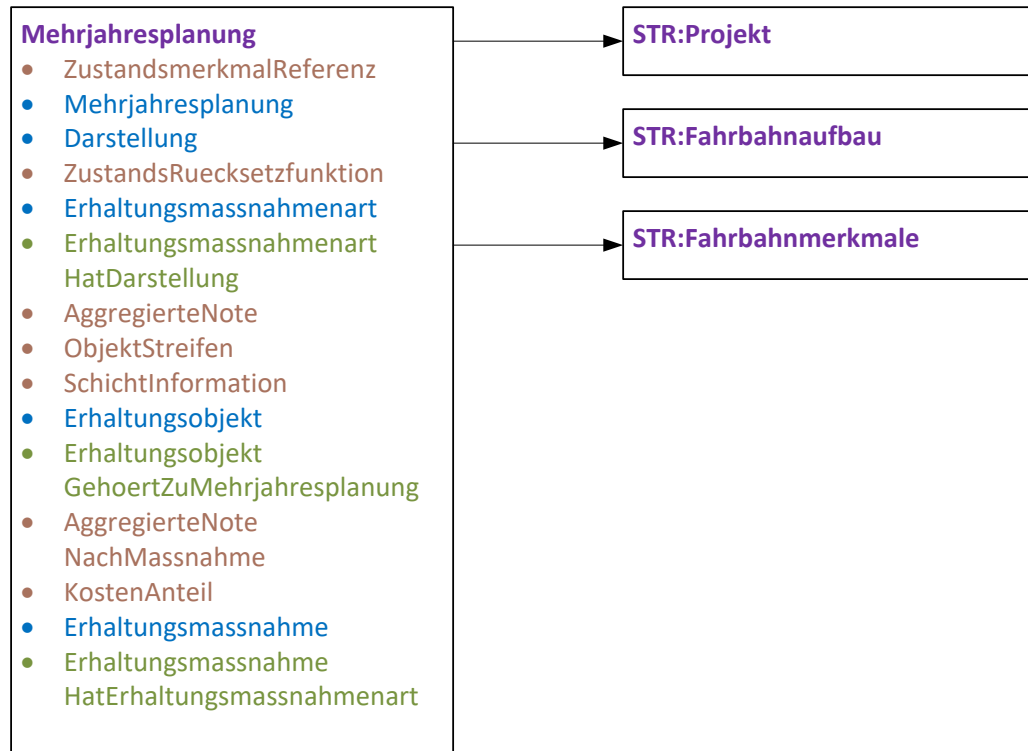 Mehrjahresplanung
• ZustandsmerkmalReferenz
• Mehrjahresplanung
• Darstellung
• ZustandsRuecksetzfunktion
• Erhaltungsmassnahmenart
• Erhaltungsmassnahmenart
HatDarstellung
• AggregierteNote
• ObjektStreifen
• SchichtInformation
• Erhaltungsobjekt
• Erhaltungsobjekt
GehoertZuMehrjahresplanung
• AggregierteNote
NachMassnahme
• KostenAnteil
• Erhaltungsmassnahme
• Erhaltungsmassnahme
HatErhaltungsmassnahmenart
STR:Projekt
STR:Fahrbahnaufbau
STR:Fahrbahnmerkmale